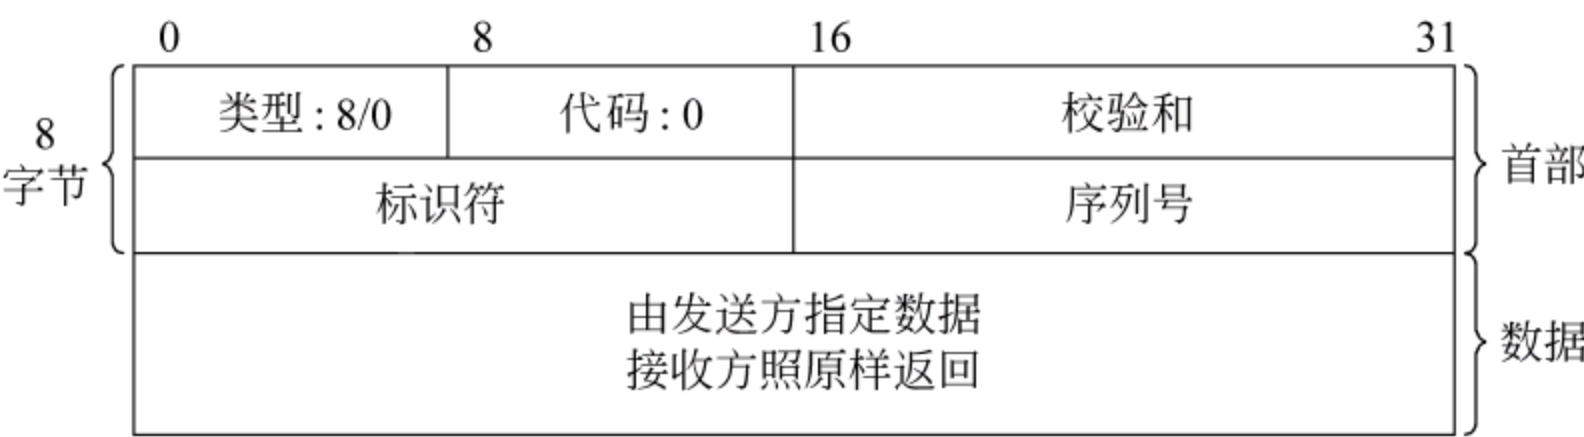 0 8 16 31
8
字节
类型:8/0 代码:0 校验和
标识符 序列号
首部
由发送方指定数据
接收方照原样返回
数据